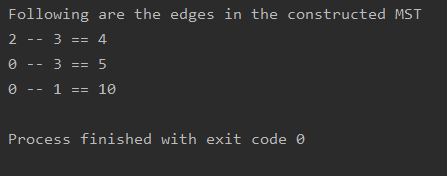 Following are the edges in the constructed MST
2 -- 3 == 4
0 -- 3 == 5
0 -- 1 == 10
Process finished with exit code 0